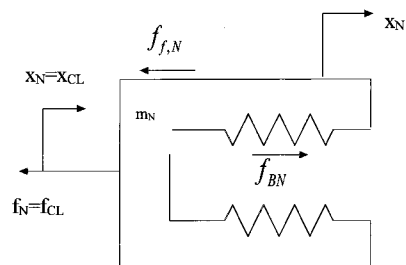 x_N
f_{f,N}
x_N=x_{CL}
m_N
f_{BN}
f_N=f_{CL}